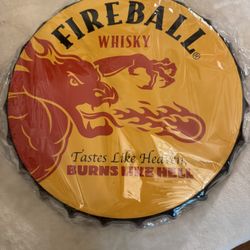 FIREBALL
WHISKY
®
Tastes Like Heaven,
BURNS LIKE HELL